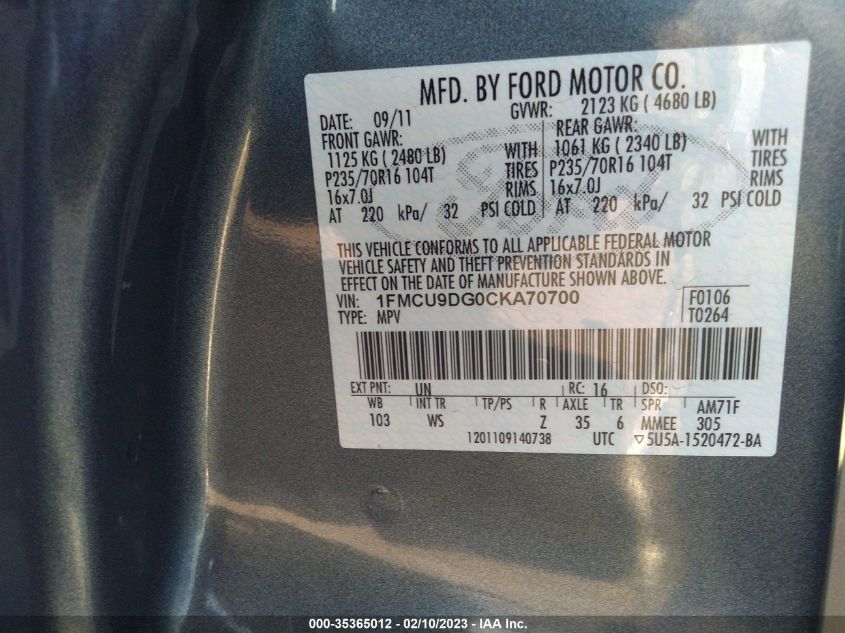 MFD. BY FORD MOTOR CO.
DATE: 09/11 GVWR: 2123 KG ( 4680 LB)
FRONT GAWR: REAR GAWR:
1125 KG ( 2480 LB) WITH 1061 KG ( 2340 LB) WITH
P235/70R16 104T TIRES P235/70R16 104T TIRES
16x7.0J RIMS 16x7.0J RIMS
AT 220 kPa/ 32 PSI COLD AT 220 kPa/ 32 PSI COLD
THIS VEHICLE CONFORMS TO ALL APPLICABLE FEDERAL MOTOR
VEHICLE SAFETY AND THEFT PREVENTION STANDARDS IN
EFFECT ON THE DATE OF MANUFACTURE SHOWN ABOVE.
VIN: 1FMCU9DG0CKA70700 F0106
TYPE: MPV T0264
EXT PNT: UN RC: 16 DSO:
WB INT TR TP/PS R AXLE TR SPR AM71F
103 WS Z 35 6 MMEE 305
1201109140738 UTC ▽5U5A-1520472-BA
000-35365012 - 02/10/2023 - IAA Inc.